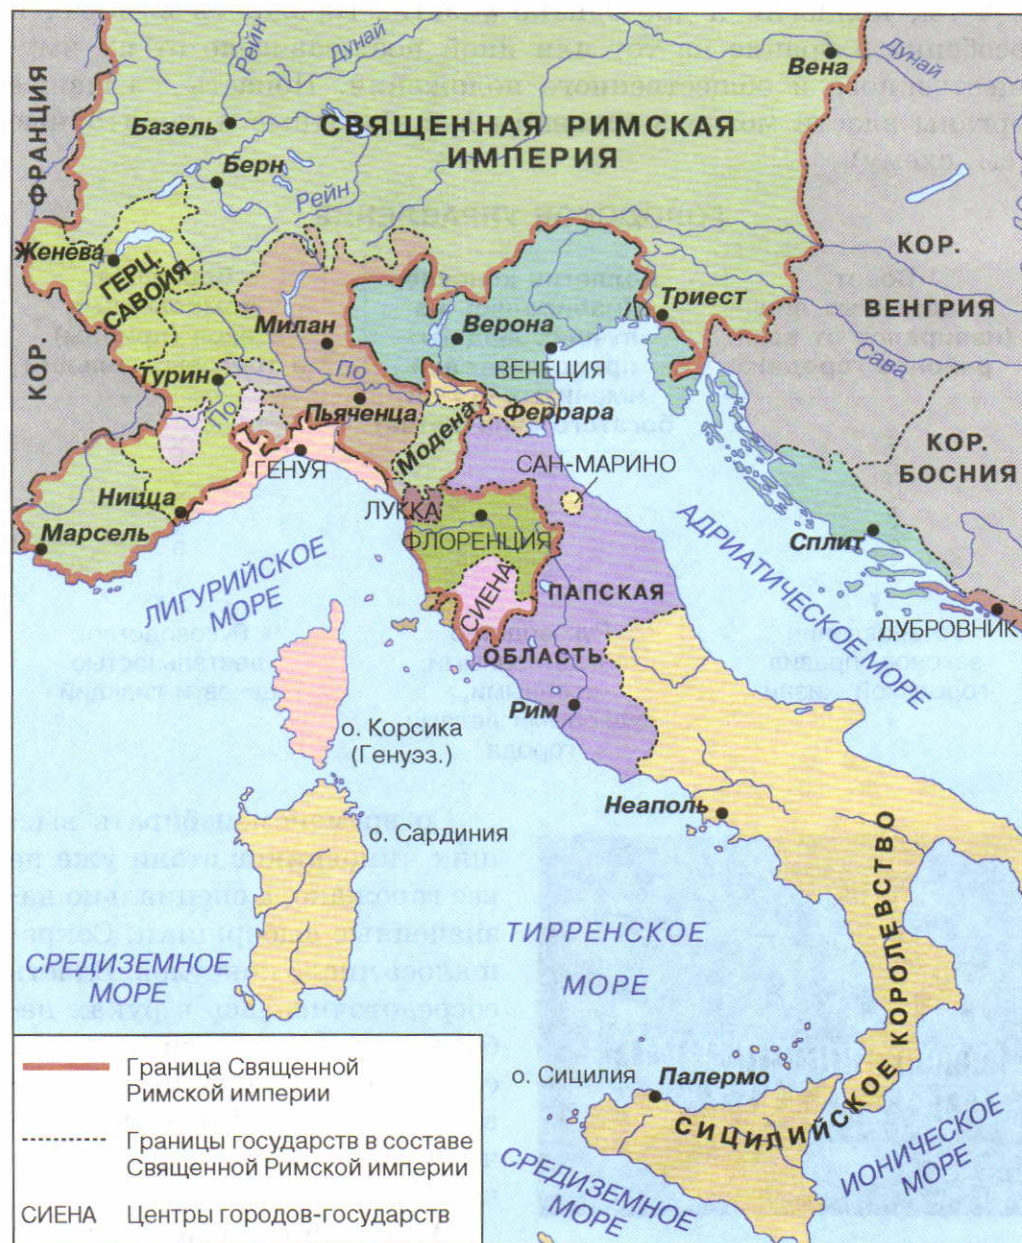 Рейн
Дунай
Вена
Дунай
ФРАНЦИЯ
Базель
СВЯЩЕННАЯ РИМСКАЯ
ИМПЕРИЯ
Берн
Рейн
Женева
ГЕРЦ.
САВОЙЯ
КОР.
ВЕНГРИЯ
КОР.
Милан
Верона
Триест
ВЕНЕЦИЯ
Сава
Турин
По
По
Пьяченца
Модена
Феррара
КОР.
БОСНИЯ
ГЕНУЯ
САН-МАРИНО
Ницца
Марсель
ЛУККА
ФЛОРЕНЦИЯ
Сплит
АДРИАТИЧЕСКОЕ МОРЕ
ЛИГУРИЙСКОЕ
МОРЕ
СИЕНА
ПАПСКАЯ
ОБЛАСТЬ
ДУБРОВНИК
Рим
о. Корсика
(Генуэз.)
Неаполь
о. Сардиния
СИЦИЛИЙСКОЕ КОРОЛЕВСТВО
ТИРРЕНСКОЕ
МОРЕ
СРЕДИЗЕМНОЕ
МОРЕ
о. Сицилия
Палермо
СРЕДИЗЕМНОЕ
МОРЕ
ИОНИЧЕСКОЕ
МОРЕ
Граница Священной
Римской империи
Границы государств в составе
Священной Римской империи
СИЕНА Центры городов-государств